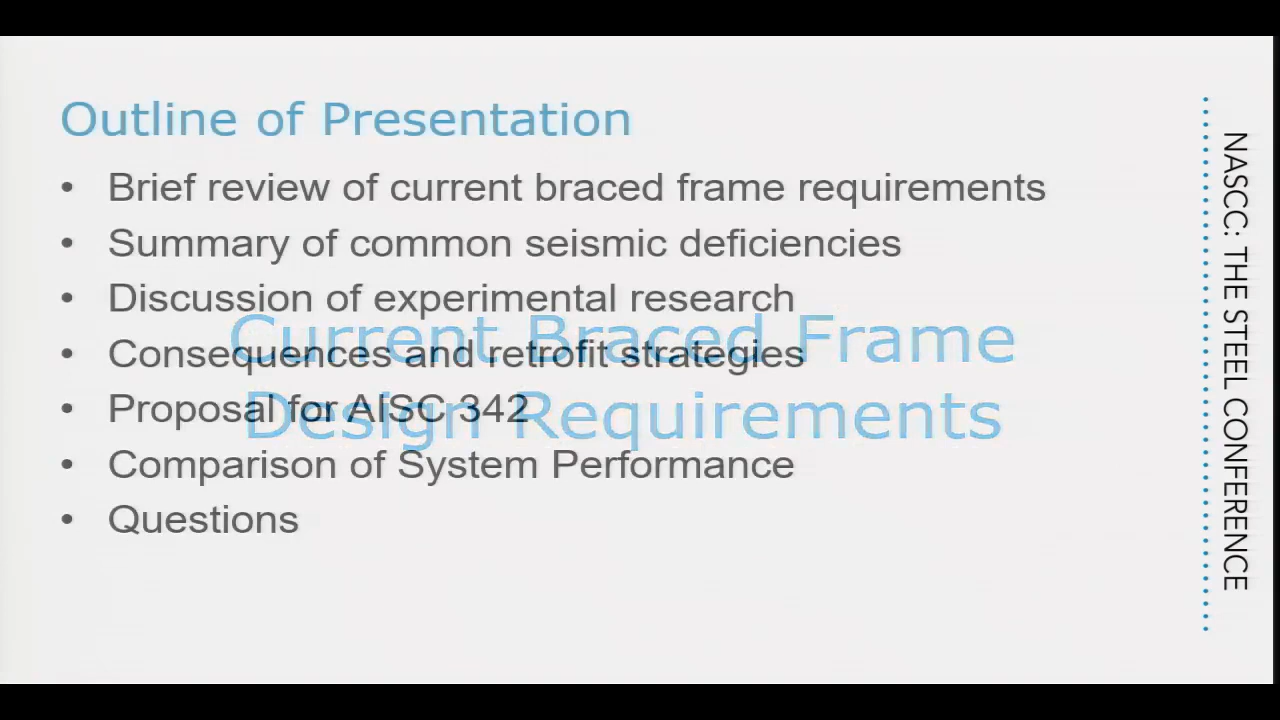 Outline of Presentation
• Brief review of current braced frame requirements
• Summary of common seismic deficiencies
• Discussion of experimental research
• Consequences and retrofit strategies
• Proposal for AISC 342
• Comparison of System Performance
• Questions
Current Braced Frame
Design Requirements
NASCC: THE STEEL CONFERENCE